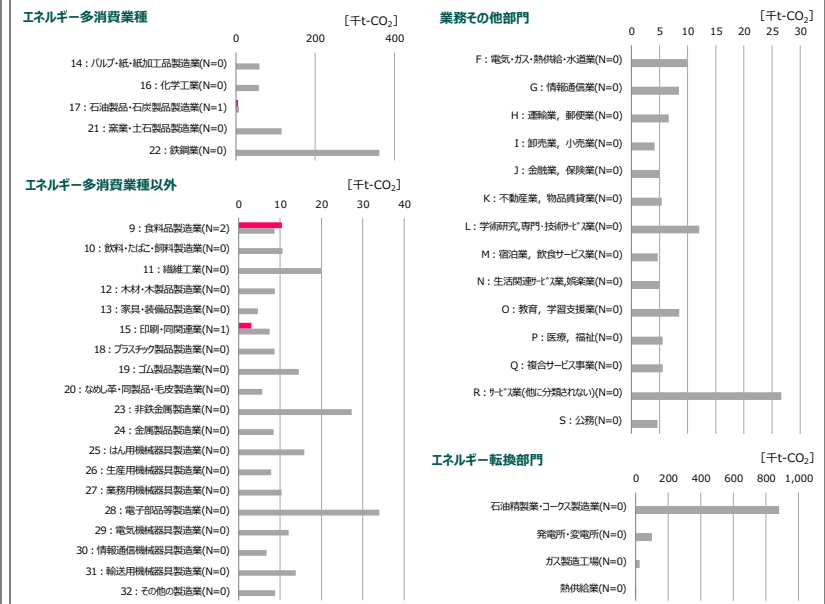 エネルギー多消費業種
[千t-CO₂]
0 200 400
14：パルプ・紙・紙加工品製造業(N=0)
16：化学工業(N=0)
17：石油製品・石炭製品製造業(N=1)
21：窯業・土石製品製造業(N=0)
22：鉄鋼業(N=0)
エネルギー多消費業種以外
[千t-CO₂]
0 10 20 30 40
9：食料品製造業(N=2)
10：飲料・たばこ・飼料製造業(N=0)
11：繊維工業(N=0)
12：木材・木製品製造業(N=0)
13：家具・装備品製造業(N=0)
15：印刷・同関連業(N=1)
18：プラスチック製品製造業(N=0)
19：ゴム製品製造業(N=0)
20：なめし革・同製品・毛皮製造業(N=0)
23：非鉄金属製造業(N=0)
24：金属製品製造業(N=0)
25：はん用機械器具製造業(N=0)
26：生産用機械器具製造業(N=0)
27：業務用機械器具製造業(N=0)
28：電子部品等製造業(N=0)
29：電気機械器具製造業(N=0)
30：情報通信機械器具製造業(N=0)
31：輸送用機械器具製造業(N=0)
32：その他の製造業(N=0)
業務その他部門
[千t-CO₂]
0 5 10 15 20 25 30
F：電気・ガス・熱供給・水道業(N=0)
G：情報通信業(N=0)
H：運輸業，郵便業(N=0)
I：卸売業，小売業(N=0)
J：金融業，保険業(N=0)
K：不動産業，物品賃貸業(N=0)
L：学術研究,専門・技術ｻｰﾋﾞｽ業(N=0)
M：宿泊業，飲食サービス業(N=0)
N：生活関連ｻｰﾋﾞｽ業,娯楽業(N=0)
O：教育，学習支援業(N=0)
P：医療，福祉(N=0)
Q：複合サービス事業(N=0)
R：ｻｰﾋﾞｽ業(他に分類されない)(N=0)
S：公務(N=0)
エネルギー転換部門
[千t-CO₂]
0 200 400 600 800 1,000
石油精製業・コークス製造業(N=0)
発電所・変電所(N=0)
ガス製造工場(N=0)
熱供給業(N=0)